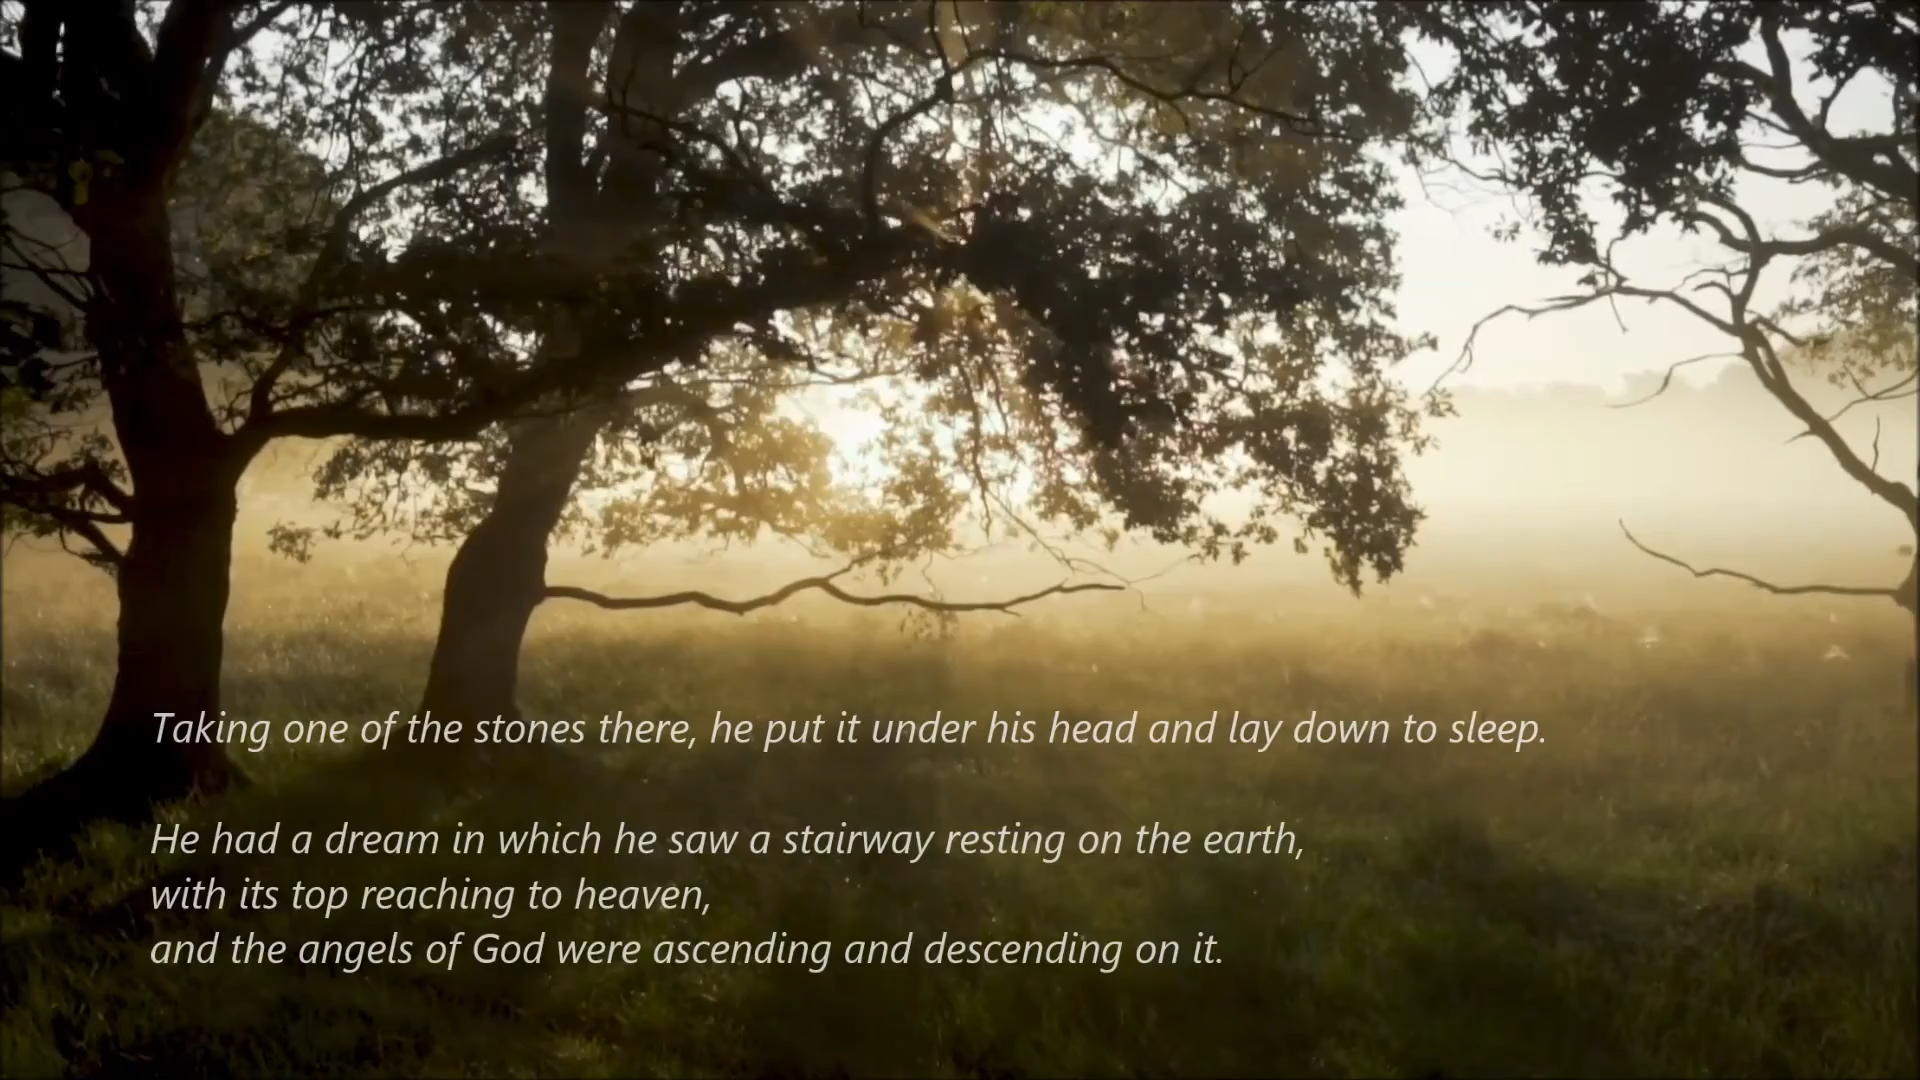 Taking one of the stones there, he put it under his head and lay down to sleep.
He had a dream in which he saw a stairway resting on the earth,
with its top reaching to heaven,
and the angels of God were ascending and descending on it.